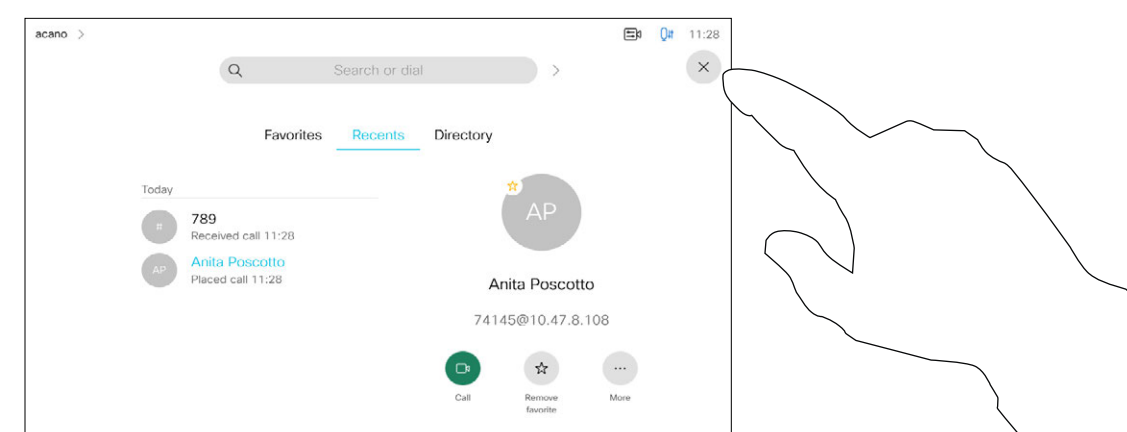 acano >
11:28
Search or dial >
Favorites Recents Directory
Today
#
789
Received call 11:28
AP
Anita Poscotto
Placed call 11:28
AP
Anita Poscotto
74145@10.47.8.108
Call
Remove
favorite
More